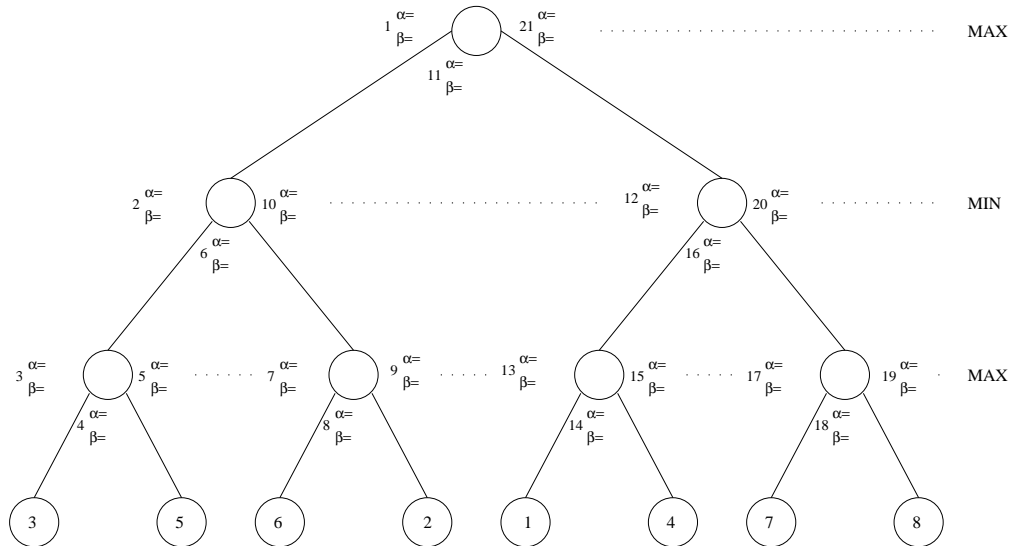 1 α= β=
21 α= β=
MAX
11 α= β=
2 α= β=
10 α= β=
12 α= β=
20 α= β=
MIN
6 α= β=
16 α= β=
3 α= β=
5 α= β=
7 α= β=
9 α= β=
13 α= β=
15 α= β=
17 α= β=
19 α= β=
MAX
4 α= β=
8 α= β=
14 α= β=
18 α= β=
3 5 6 2 1 4 7 8